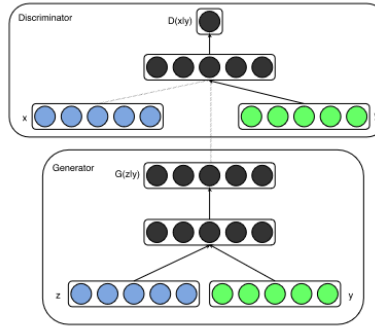 Discriminator
D(x|y)
x
Generator
G(z|y)
z
y